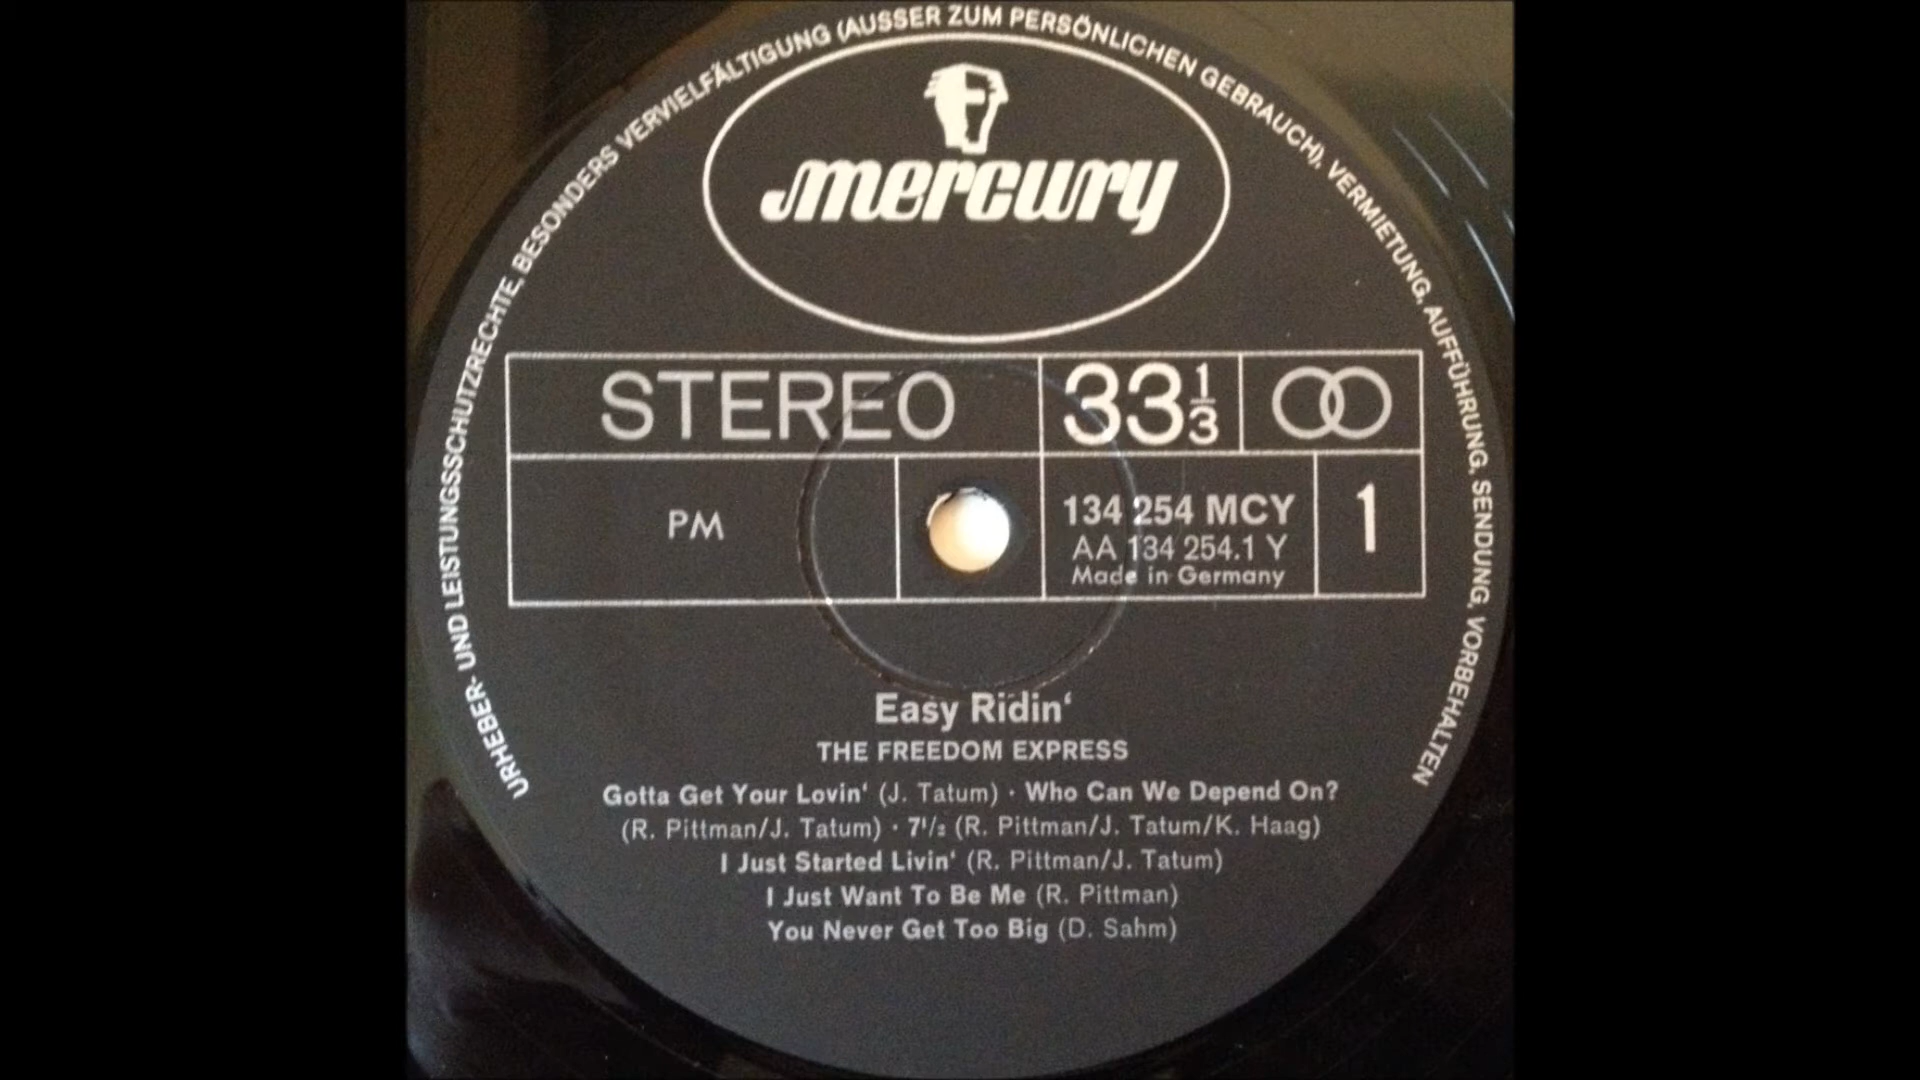 URHEBER- UND LEISTUNGSSCHUTZRECHTE, BESONDERS VERVIELFÄLTIGUNG (AUSSER ZUM PERSÖNLICHEN GEBRAUCH), VERMIETUNG, AUFFÜHRUNG, SENDUNG, VORBEHALTEN
mercury
STEREO 33 1/3
PM 134 254 MCY 1
AA 134 254.1 Y
Made in Germany
Easy Ridin‘
THE FREEDOM EXPRESS
Gotta Get Your Lovin‘ (J. Tatum) · Who Can We Depend On?
(R. Pittman/J. Tatum) · 7¹/₂ (R. Pittman/J. Tatum/K. Haag)
I Just Started Livin‘ (R. Pittman/J. Tatum)
I Just Want To Be Me (R. Pittman)
You Never Get Too Big (D. Sahm)